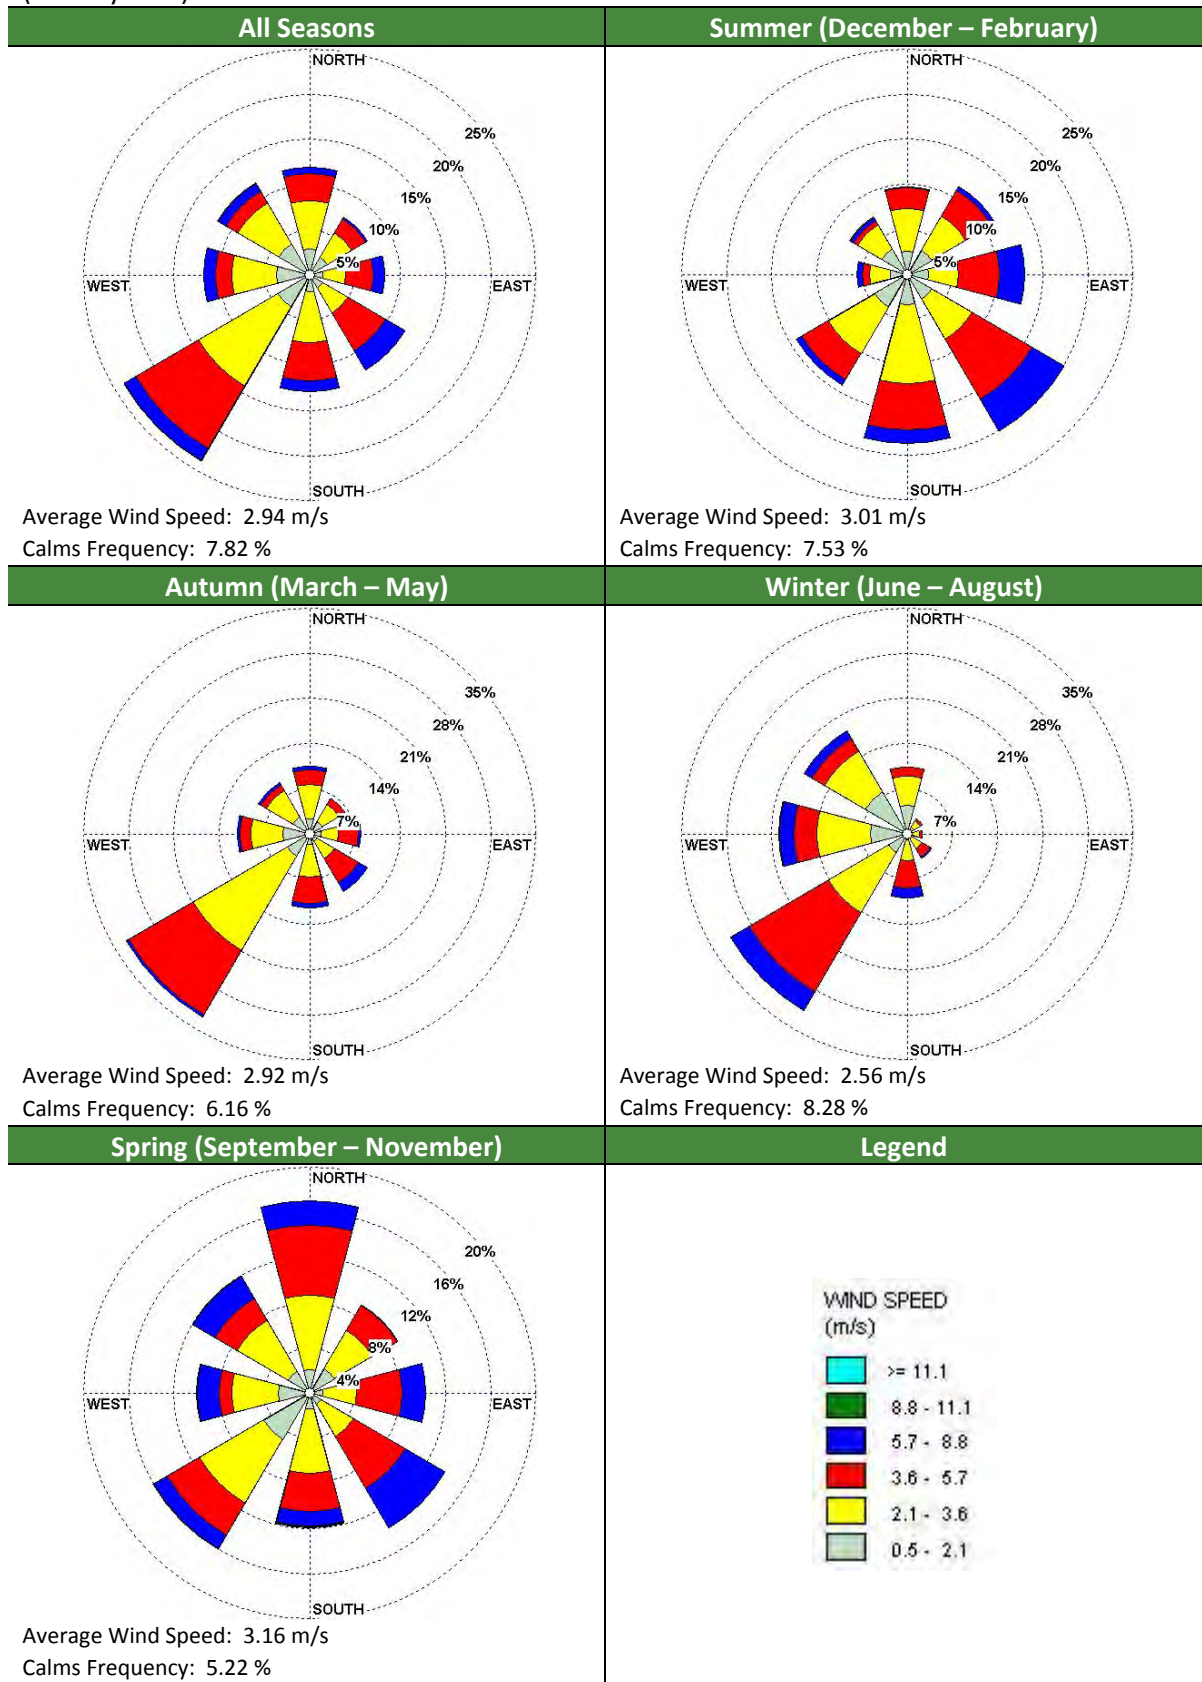 All Seasons
Summer (December – February)
NORTH
25%
20%
15%
10%
5%
WEST
EAST
SOUTH
Average Wind Speed: 2.94 m/s
Calms Frequency: 7.82 %
NORTH
25%
20%
15%
10%
5%
WEST
EAST
SOUTH
Average Wind Speed: 3.01 m/s
Calms Frequency: 7.53 %
Autumn (March – May)
Winter (June – August)
NORTH
35%
28%
21%
14%
7%
WEST
EAST
SOUTH
Average Wind Speed: 2.92 m/s
Calms Frequency: 6.16 %
NORTH
35%
28%
21%
14%
7%
WEST
EAST
SOUTH
Average Wind Speed: 2.56 m/s
Calms Frequency: 8.28 %
Spring (September – November)
Legend
NORTH
20%
16%
12%
8%
4%
WEST
EAST
SOUTH
Average Wind Speed: 3.16 m/s
Calms Frequency: 5.22 %
WIND SPEED
(m/s)
>= 11.1
8.8 - 11.1
5.7 - 8.8
3.6 - 5.7
2.1 - 3.6
0.5 - 2.1